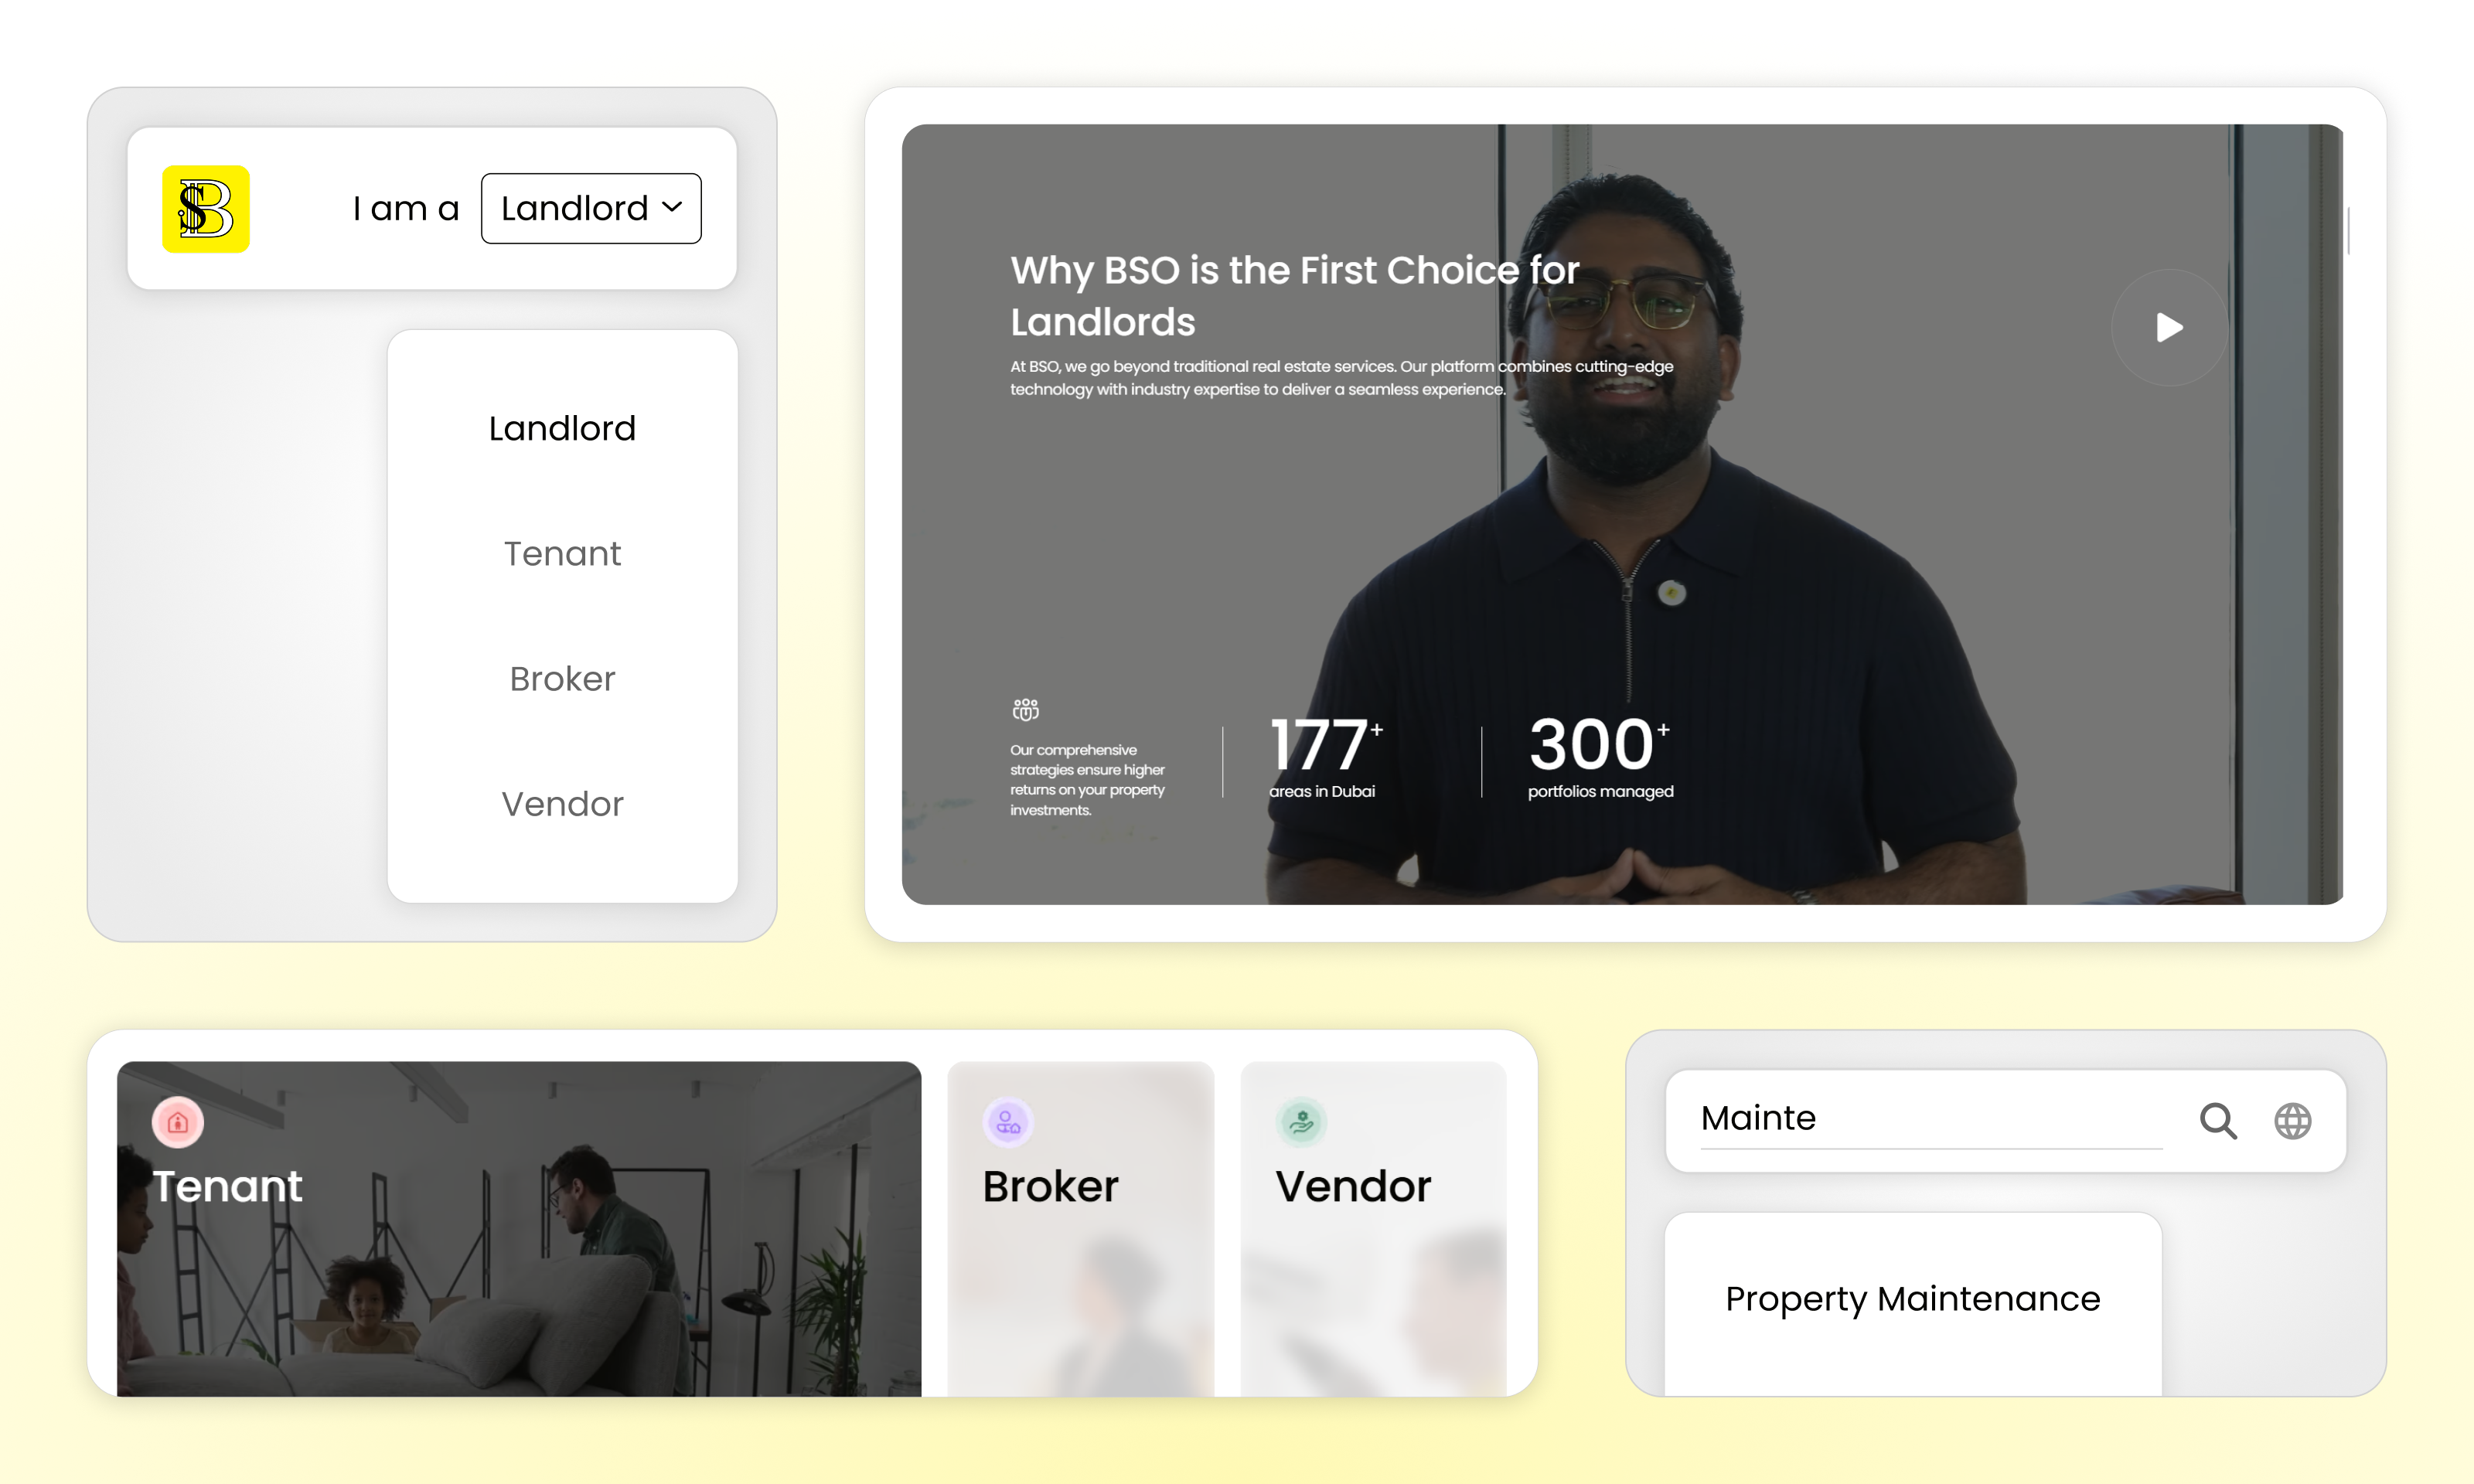 I am a
Landlord
Landlord
Tenant
Broker
Vendor
Why BSO is the First Choice for
Landlords
At BSO, we go beyond traditional real estate services. Our platform combines cutting-edge
technology with industry expertise to deliver a seamless experience.
Our comprehensive
strategies ensure higher
returns on your property
investments.
177+
areas in Dubai
300+
portfolios managed
Tenant
Broker
Vendor
Mainte
Property Maintenance